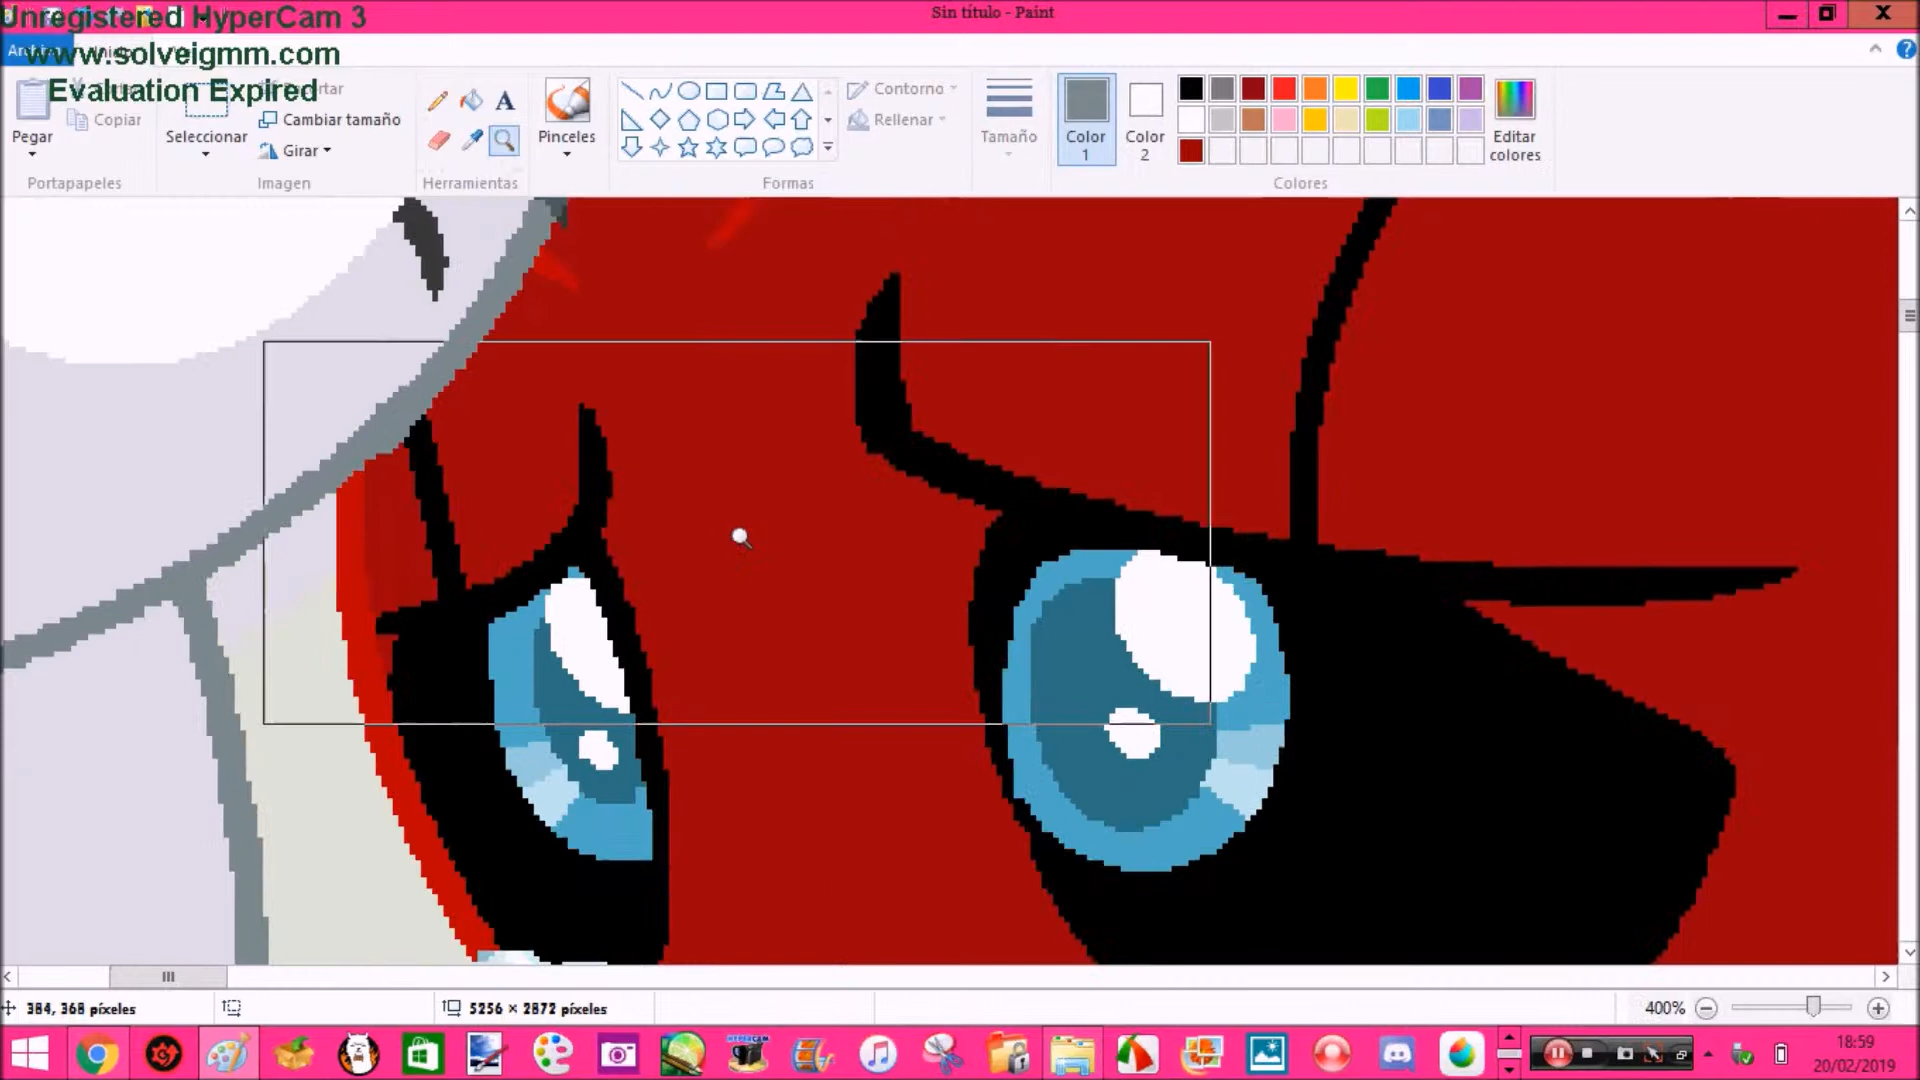 Unregistered HyperCam 3
Sin título - Paint
www.solveigmm.com
Evaluation Expired
Pegar
Copiar
Seleccionar
Cambiar tamaño
Girar
Pinceles
Contorno
Rellenar
Tamaño
Color 1
Color 2
Editar colores
Portapapeles
Imagen
Herramientas
Formas
Colores
384, 368 píxeles
5256 × 2872 píxeles
400%
HYPERCAM
18:59
20/02/2019